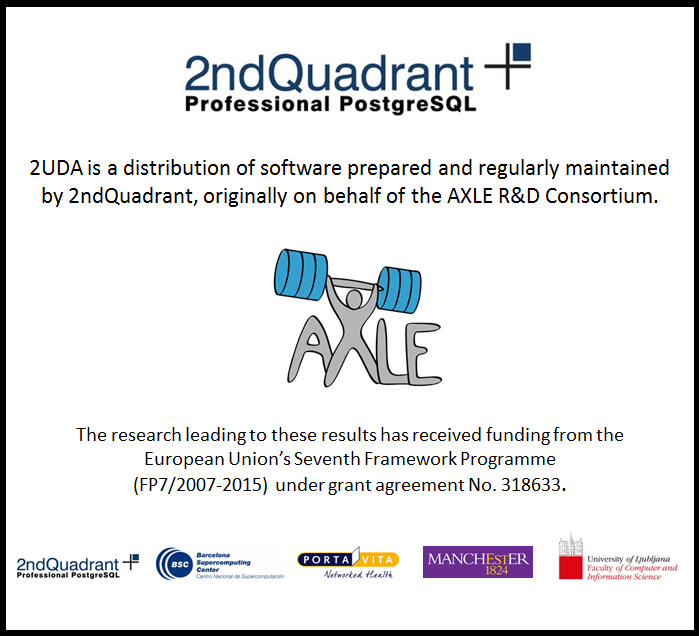 2ndQuadrant
Professional PostgreSQL
2UDA is a distribution of software prepared and regularly maintained
by 2ndQuadrant, originally on behalf of the AXLE R&D Consortium.
AXLE
The research leading to these results has received funding from the
European Union's Seventh Framework Programme
(FP7/2007-2015) under grant agreement No. 318633.
2ndQuadrant
Professional PostgreSQL
BSC
Barcelona
Supercomputing
Center
Centro Nacional de Supercomputación
PORTAVITA
Networked Health
MANCHESTER
1824
University of Ljubljana
Faculty of Computer and
Information Science